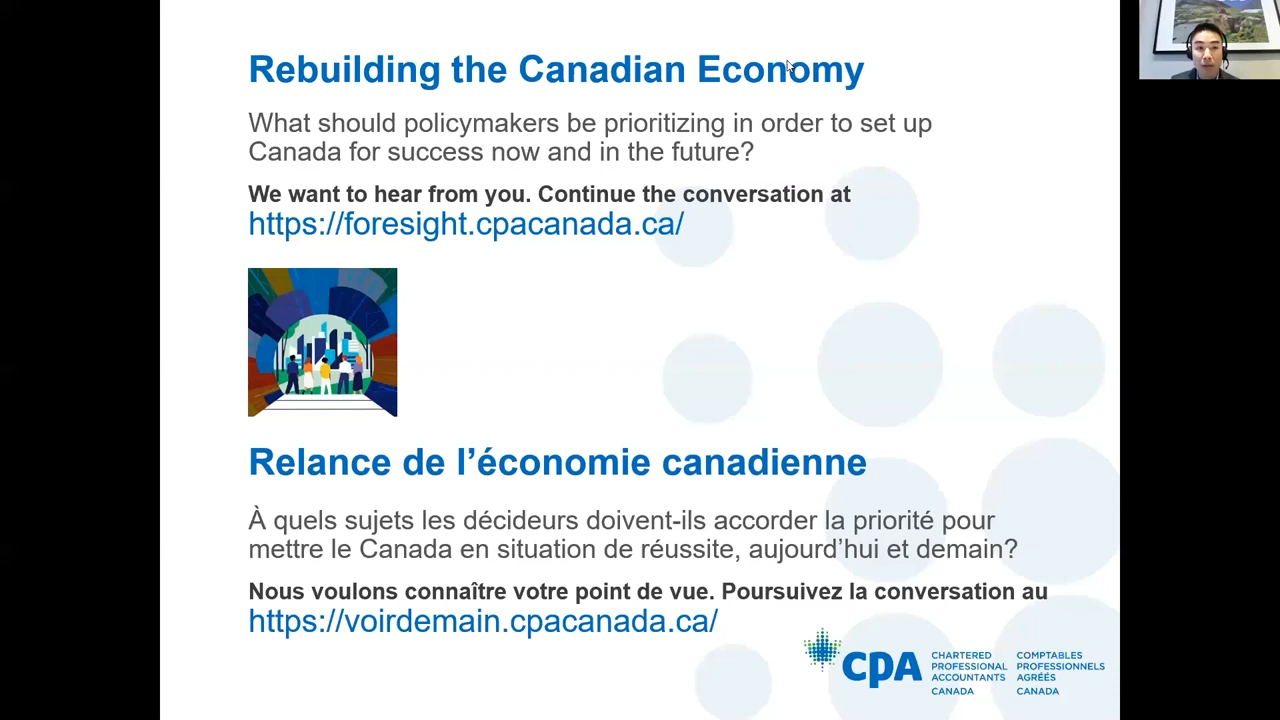 Rebuilding the Canadian Economy
What should policymakers be prioritizing in order to set up
Canada for success now and in the future?
We want to hear from you. Continue the conversation at
https://foresight.cpacanada.ca/
Relance de l’économie canadienne
À quels sujets les décideurs doivent-ils accorder la priorité pour
mettre le Canada en situation de réussite, aujourd’hui et demain?
Nous voulons connaître votre point de vue. Poursuivez la conversation au
https://voirdemain.cpacanada.ca/
CPA
CHARTERED
PROFESSIONAL
ACCOUNTANTS
CANADA
COMPTABLES
PROFESSIONNELS
AGRÉÉS
CANADA